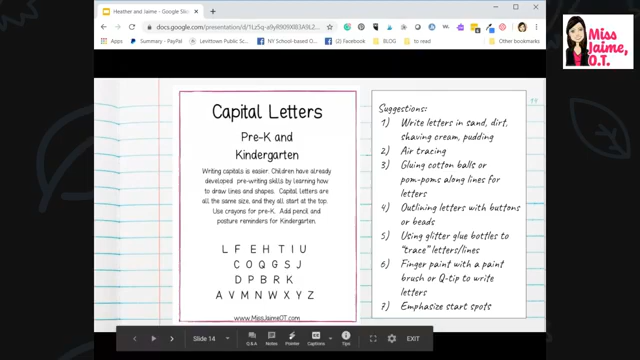 Heather and Jaime - Google Slid
docs.google.com/presentation/d/1Lz5q-a9yR909XIB3A9L2...
Apps
Summary - PayPal
Levittown Public Sc...
NY School-based O...
(2) Facebook
BLOG
to read
Other bookmarks
Miss
Jaime,
O.T.
Capital Letters
Pre-K and
Kindergarten
Writing capitals is easier. Children have already
developed pre-writing skills by learning how
to draw lines and shapes. Capital letters are
all the same size, and they all start at the top.
Use crayons for pre-K. Add pencil and
posture reminders for Kindergarten.
L F E H T I U
C O Q G S J
D P B R K
A V M N W X Y Z
www.MissJaimeOT.com
Suggestions:
1) Write letters in sand, dirt,
shaving cream, pudding
2) Air tracing
3) Gluing cotton balls or
pom-poms along lines for
letters
4) Outlining letters with buttons
or beads
5) Using glitter glue bottles to
"trace" letters/lines
6) Finger paint with a paint
brush or Q-tip to write
letters
7) Emphasize start spots
Slide 14
Q&A
Notes
Pointer
Captions
Tips
EXIT